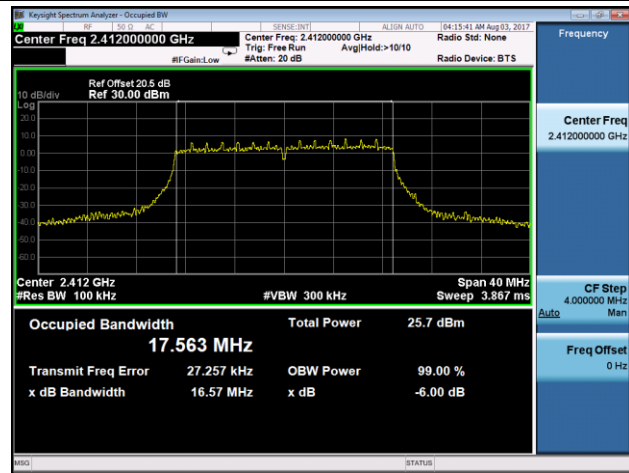 Keysight Spectrum Analyzer - Occupied BW
LXI RF 50 Ω AC SENSE:INT ALIGN AUTO 04:15:41 AM Aug 03, 2017
Center Freq 2.412000000 GHz Center Freq: 2.412000000 GHz Radio Std: None Frequency
Trig: Free Run Avg|Hold:>10/10
#IFGain:Low #Atten: 20 dB Radio Device: BTS
Ref Offset 20.5 dB
10 dB/div Ref 30.00 dBm
Log
20.0
10.0
0.00
-10.0
-20.0
-30.0
-40.0
-50.0
-60.0
Center Freq
2.412000000 GHz
Center 2.412 GHz Span 40 MHz
#Res BW 100 kHz #VBW 300 kHz Sweep 3.867 ms
CF Step
4.000000 MHz
Auto Man
Occupied Bandwidth Total Power 25.7 dBm
17.563 MHz
Transmit Freq Error 27.257 kHz OBW Power 99.00 %
x dB Bandwidth 16.57 MHz x dB -6.00 dB
Freq Offset
0 Hz
MSG STATUS